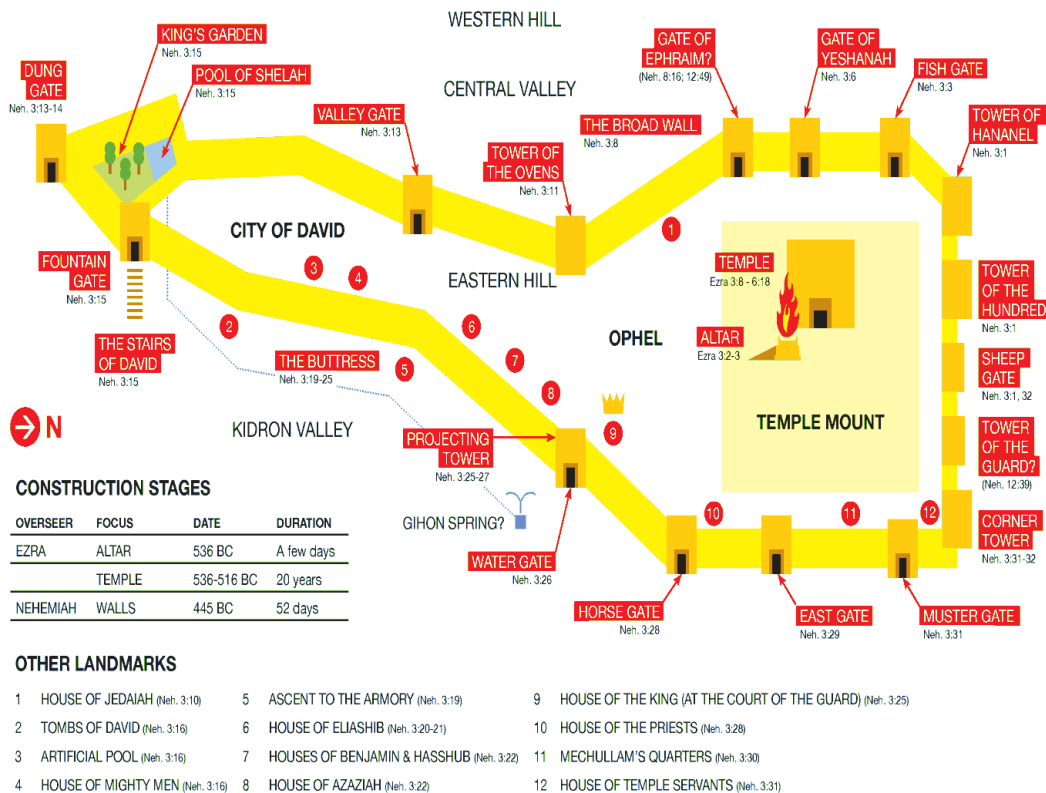 WESTERN HILL
KING'S GARDEN
Neh. 3:15
GATE OF
EPHRAIM?
(Neh. 8:16; 12:49)
GATE OF
YESHANAH
Neh. 3:6
DUNG
GATE
Neh. 3:13-14
POOL OF SHELAH
Neh. 3:15
CENTRAL VALLEY
FISH GATE
Neh. 3:3
VALLEY GATE
Neh. 3:13
THE BROAD WALL
Neh. 3:8
TOWER OF
HANANEL
Neh. 3:1
TOWER OF
THE OVENS
Neh. 3:11
CITY OF DAVID
1
FOUNTAIN
GATE
Neh. 3:15
3
4
EASTERN HILL
TEMPLE
Ezra 3:8 - 6:18
TOWER
OF THE
HUNDRED
Neh. 3:1
THE STAIRS
OF DAVID
Neh. 3:15
2
6
OPHEL
ALTAR
Ezra 3:2-3
THE BUTTRESS
Neh. 3:19-25
5
7
8
SHEEP
GATE
Neh. 3:1, 32
N
KIDRON VALLEY
PROJECTING
TOWER
Neh. 3:25-27
9
TEMPLE MOUNT
TOWER
OF THE
GUARD?
(Neh. 12:39)
GIHON SPRING?
10
11
12
CORNER
TOWER
Neh. 3:31-32
WATER GATE
Neh. 3:26
HORSE GATE
Neh. 3:28
EAST GATE
Neh. 3:29
MUSTER GATE
Neh. 3:31
CONSTRUCTION STAGES
OVERSEER FOCUS DATE DURATION
EZRA ALTAR 536 BC A few days
TEMPLE 536-516 BC 20 years
NEHEMIAH WALLS 445 BC 52 days
OTHER LANDMARKS
1 HOUSE OF JEDAIAH (Neh. 3:10)
2 TOMBS OF DAVID (Neh. 3:16)
3 ARTIFICIAL POOL (Neh. 3:16)
4 HOUSE OF MIGHTY MEN (Neh. 3:16)
5 ASCENT TO THE ARMORY (Neh. 3:19)
6 HOUSE OF ELIASHIB (Neh. 3:20-21)
7 HOUSES OF BENJAMIN & HASSHUB (Neh. 3:22)
8 HOUSE OF AZAZIAH (Neh. 3:22)
9 HOUSE OF THE KING (AT THE COURT OF THE GUARD) (Neh. 3:25)
10 HOUSE OF THE PRIESTS (Neh. 3:28)
11 MECHULLAM'S QUARTERS (Neh. 3:30)
12 HOUSE OF TEMPLE SERVANTS (Neh. 3:31)